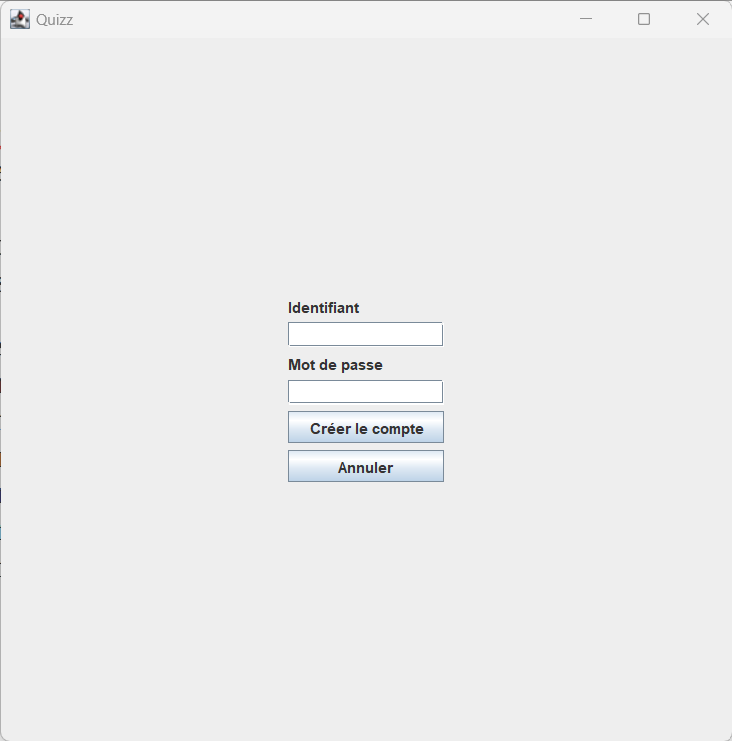 Quizz
Identifiant
Mot de passe
Créer le compte
Annuler